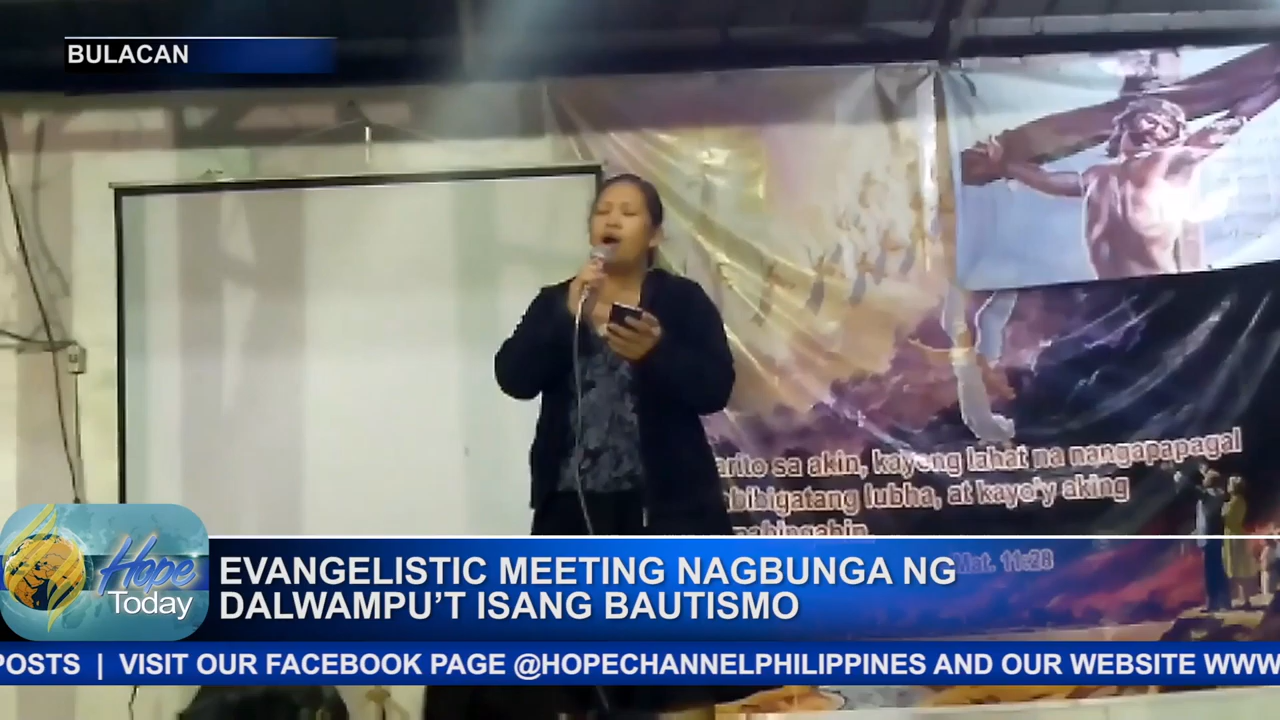 BULACAN
sa akin, kayong lahat na nangapapagal
lubha, at kayo'y aking
Mat. 11:28
Hope
Today
EVANGELISTIC MEETING NAGBUNGA NG
DALWAMPU'T ISANG BAUTISMO
POSTS | VISIT OUR FACEBOOK PAGE @HOPECHANNELPHILIPPINES AND OUR WEBSITE WWW